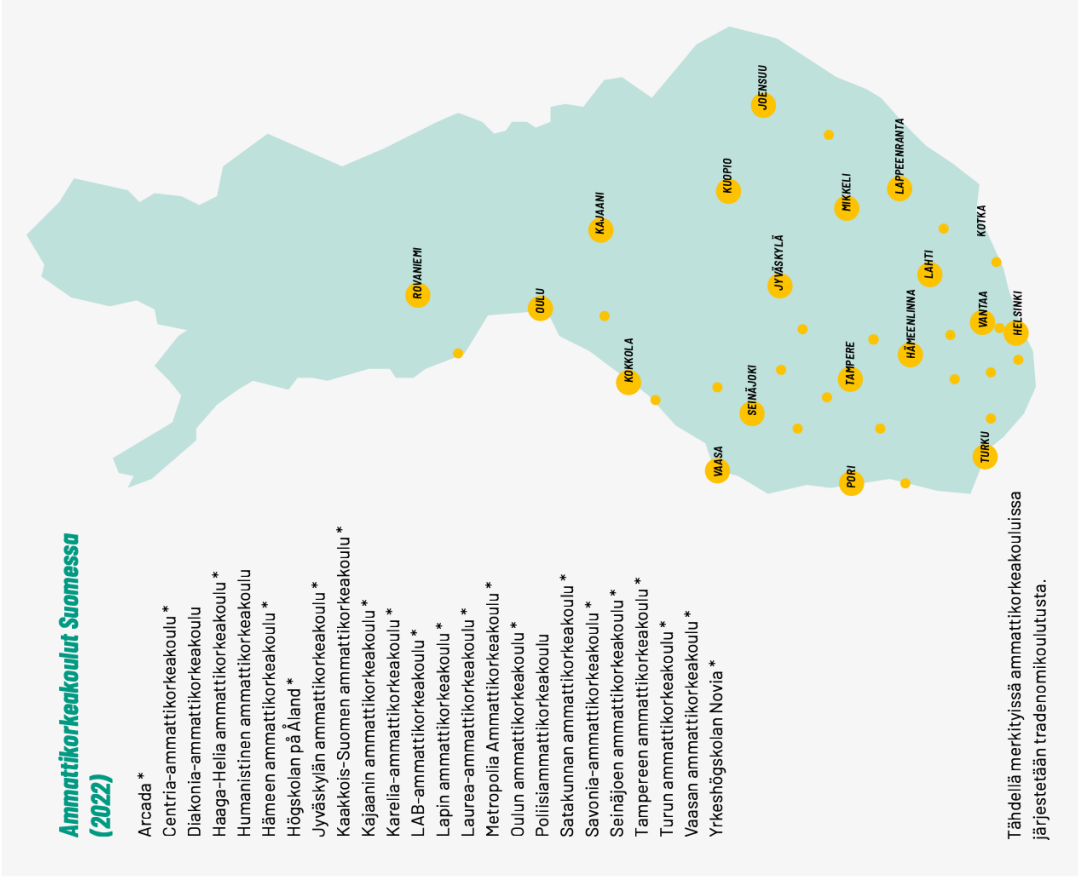 Ammattikorkeakoulut Suomessa
(2022)
Arcada *
Centria-ammattikorkeakoulu *
Diakonia-ammattikorkeakoulu
Haaga-Helia ammattikorkeakoulu *
Humanistinen ammattikorkeakoulu
Hämeen ammattikorkeakoulu *
Högskolan på Åland *
Jyväskylän ammattikorkeakoulu *
Kaakkois-Suomen ammattikorkeakoulu *
Kajaanin ammattikorkeakoulu *
Karelia-ammattikorkeakoulu *
LAB-ammattikorkeakoulu *
Lapin ammattikorkeakoulu *
Laurea-ammattikorkeakoulu *
Metropolia Ammattikorkeakoulu *
Oulun ammattikorkeakoulu *
Poliisiammattikorkeakoulu
Satakunnan ammattikorkeakoulu *
Savonia-ammattikorkeakoulu *
Seinäjoen ammattikorkeakoulu *
Tampereen ammattikorkeakoulu *
Turun ammattikorkeakoulu *
Vaasan ammattikorkeakoulu *
Yrkeshögskolan Novia *
Tähdellä merkityissä ammattikorkeakouluissa
järjestetään tradenomikoulutusta.
ROVANIEMI
OULU
KAJAANI
KOKKOLA
VAASA
SEINÄJOKI
KUOPIO
JOENSUU
JYVÄSKYLÄ
PORI
TAMPERE
MIKKELI
HÄMEENLINNA
LAHTI
LAPPEENRANTA
TURKU
VANTAA
KOTKA
HELSINKI